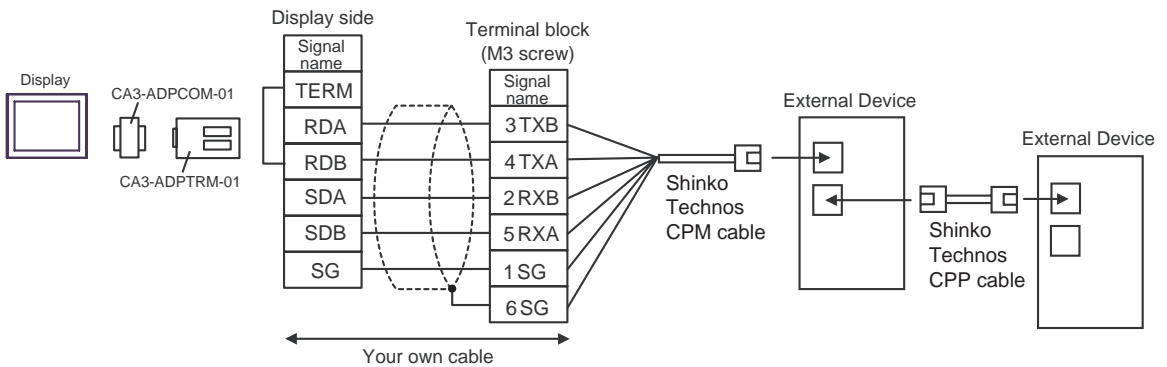 Display side
Terminal block
(M3 screw)
Signal
name
Signal
name
Display
CA3-ADPCOM-01
CA3-ADPTRM-01
TERM
RDA
3 TXB
RDB
4 TXA
SDA
2 RXB
SDB
5 RXA
SG
1 SG
6 SG
Your own cable
Shinko
Technos
CPM cable
External Device
Shinko
Technos
CPP cable
External Device